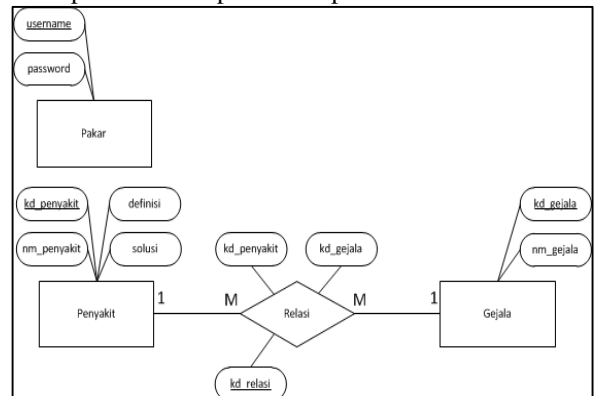 username
password
Pakar
kd_penyakit
definisi
kd_gejala
nm_penyakit
solusi
kd_penyakit
kd_gejala
nm_gejala
1
M
M
1
Penyakit
Relasi
Gejala
kd_relasi